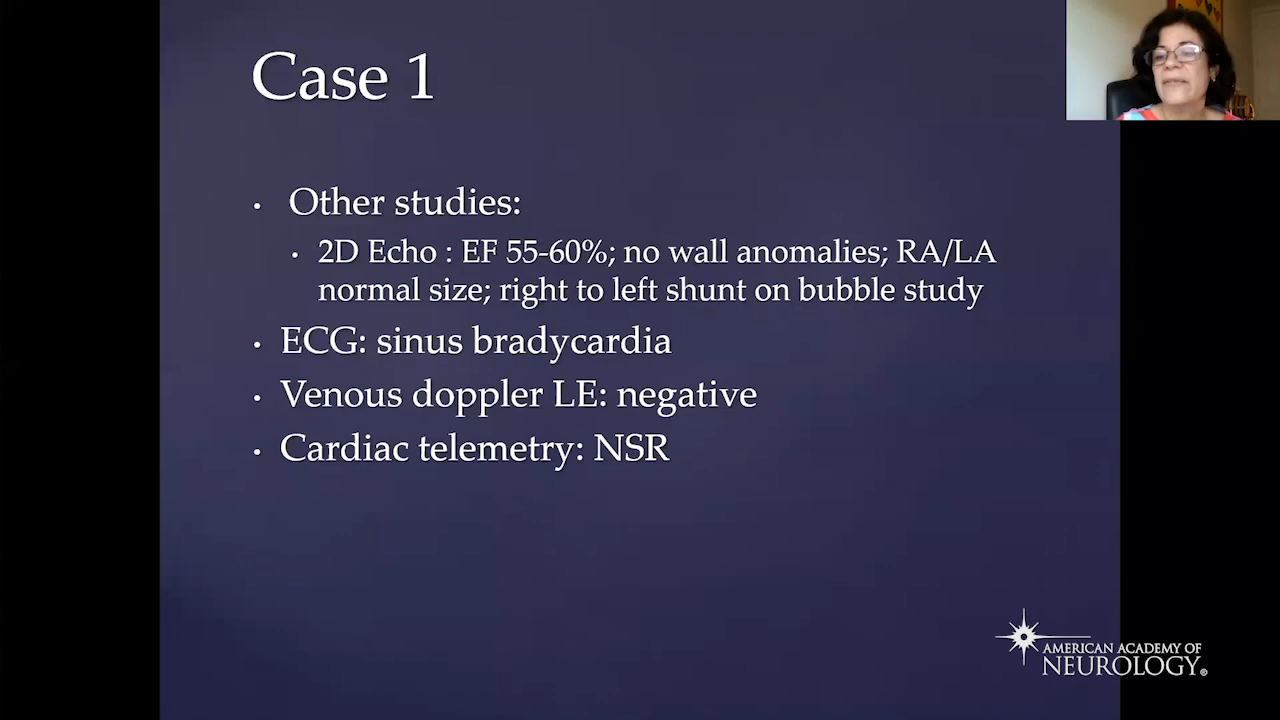 Case 1
• Other studies:
• 2D Echo : EF 55-60%; no wall anomalies; RA/LA
normal size; right to left shunt on bubble study
• ECG: sinus bradycardia
• Venous doppler LE: negative
• Cardiac telemetry: NSR
AMERICAN ACADEMY OF
NEUROLOGY®